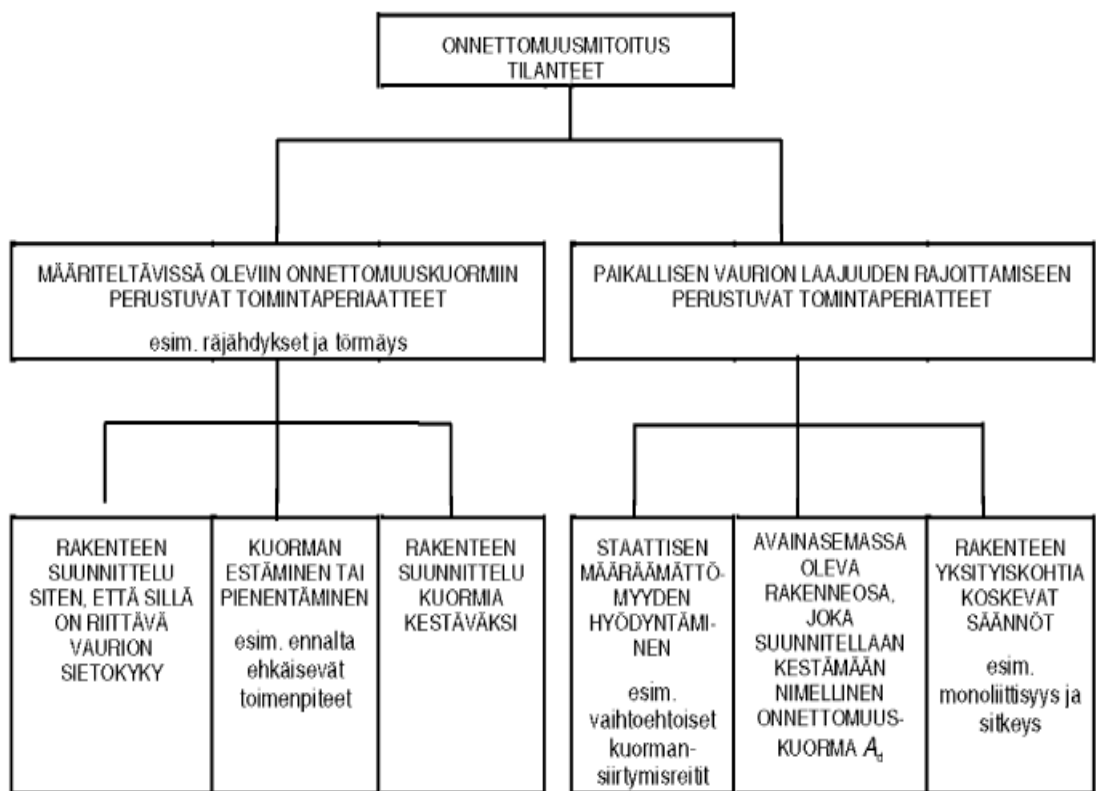 ONNETTOMUUSMITOITUS
TILANTEET
MÄÄRITELTÄVISSÄ OLEVIIN ONNETTOMUUSKUORMIIN
PERUSTUVAT TOIMINTAPERIAATTEET
esim. räjähdykset ja törmäys
PAIKALLISEN VAURION LAAJUUDEN RAJOITTAMISEEN
PERUSTUVAT TOMINTAPERIATTEET
RAKENTEEN
SUUNNITTELU
SITEN, ETTÄ SILLÄ
ON RIITTÄVÄ
VAURION
SIETOKYKY
KUORMAN
ESTÄMINEN TAI
PIENENTÄMINEN
esim. ennalta
ehkäisevät
toimenpiteet
RAKENTEEN
SUUNNITTELU
KUORMIA
KESTÄVÄKSI
STAATTISEN
MÄÄRÄÄMÄTTÖ-
MYYDEN
HYÖDYNTÄMI-
NEN
esim.
vaihtoehtoiset
kuorman-
siirtymisreitit
AVAINASEMASSA
OLEVA
RAKENNEOSA,
JOKA
SUUNNITELLAAN
KESTÄMÄÄN
NIMELLINEN
ONNETTOMUUS-
KUORMA Ad
RAKENTEEN
YKSITYISKOHTIA
KOSKEVAT
SÄÄNNÖT
esim.
monoliittisyys ja
sitkeys